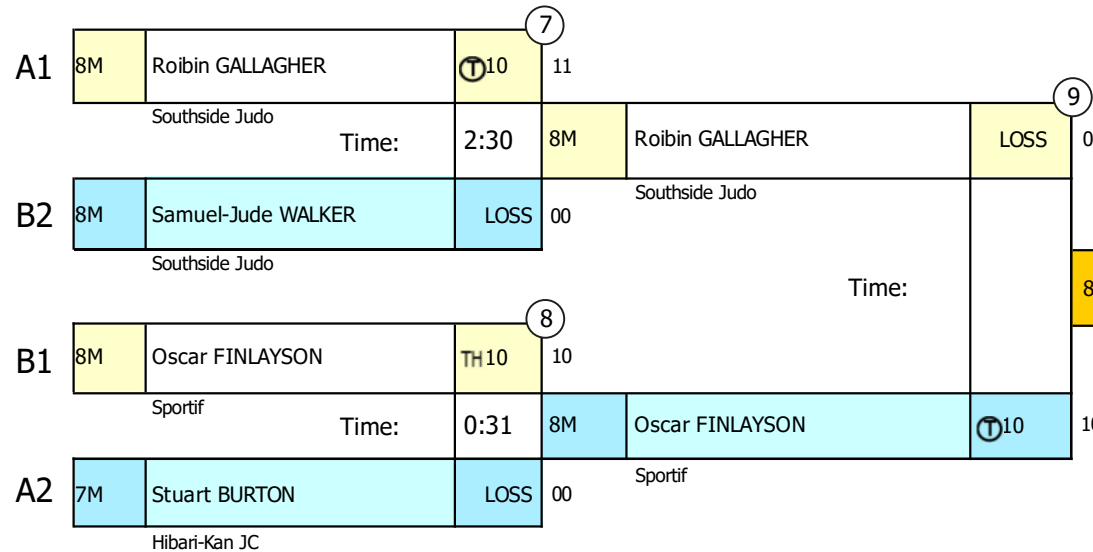 7
A1 8M Roibin GALLAGHER Ⓣ10 11
Southside Judo
9
Time: 2:30 8M Roibin GALLAGHER LOSS 0
Southside Judo
B2 8M Samuel-Jude WALKER LOSS 00
Southside Judo
Time: 8
8
B1 8M Oscar FINLAYSON TH10 10
Sportif
Time: 0:31 8M Oscar FINLAYSON Ⓣ10
Sportif
A2 7M Stuart BURTON LOSS 00
Hibari-Kan JC